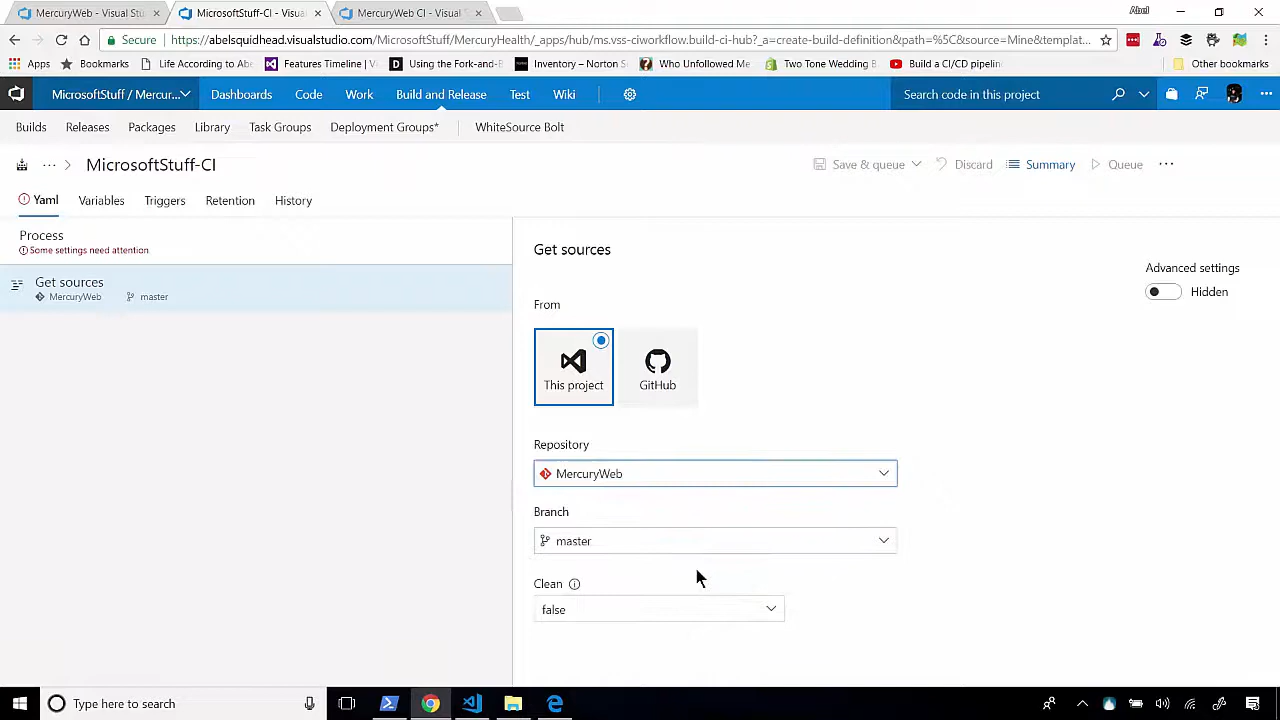 MercuryWeb - Visual Stu
MicrosoftStuff-CI - Visual
MercuryWeb CI - Visual
Abel
Secure
https://abelsquidhead.visualstudio.com/MicrosoftStuff/MercuryHealth/_apps/hub/ms.vss-ciworkflow.build-ci-hub?_a=create-build-definition&path=%5C&source=Mine&templat...
Apps
Bookmarks
Life According to Abe
Features Timeline | Vi
Using the Fork-and-B
Inventory – Norton S
Who Unfollowed Me
Two Tone Wedding B
Build a CI/CD pipelin
Other bookmarks
MicrosoftStuff / Mercur...
Dashboards
Code
Work
Build and Release
Test
Wiki
Search code in this project
Builds
Releases
Packages
Library
Task Groups
Deployment Groups*
WhiteSource Bolt
... > MicrosoftStuff-CI
Save & queue
Discard
Summary
Queue
...
Yaml
Variables
Triggers
Retention
History
Process
Some settings need attention
Get sources
MercuryWeb
master
Get sources
Advanced settings
Hidden
From
This project
GitHub
Repository
MercuryWeb
Branch
master
Clean
false
Type here to search